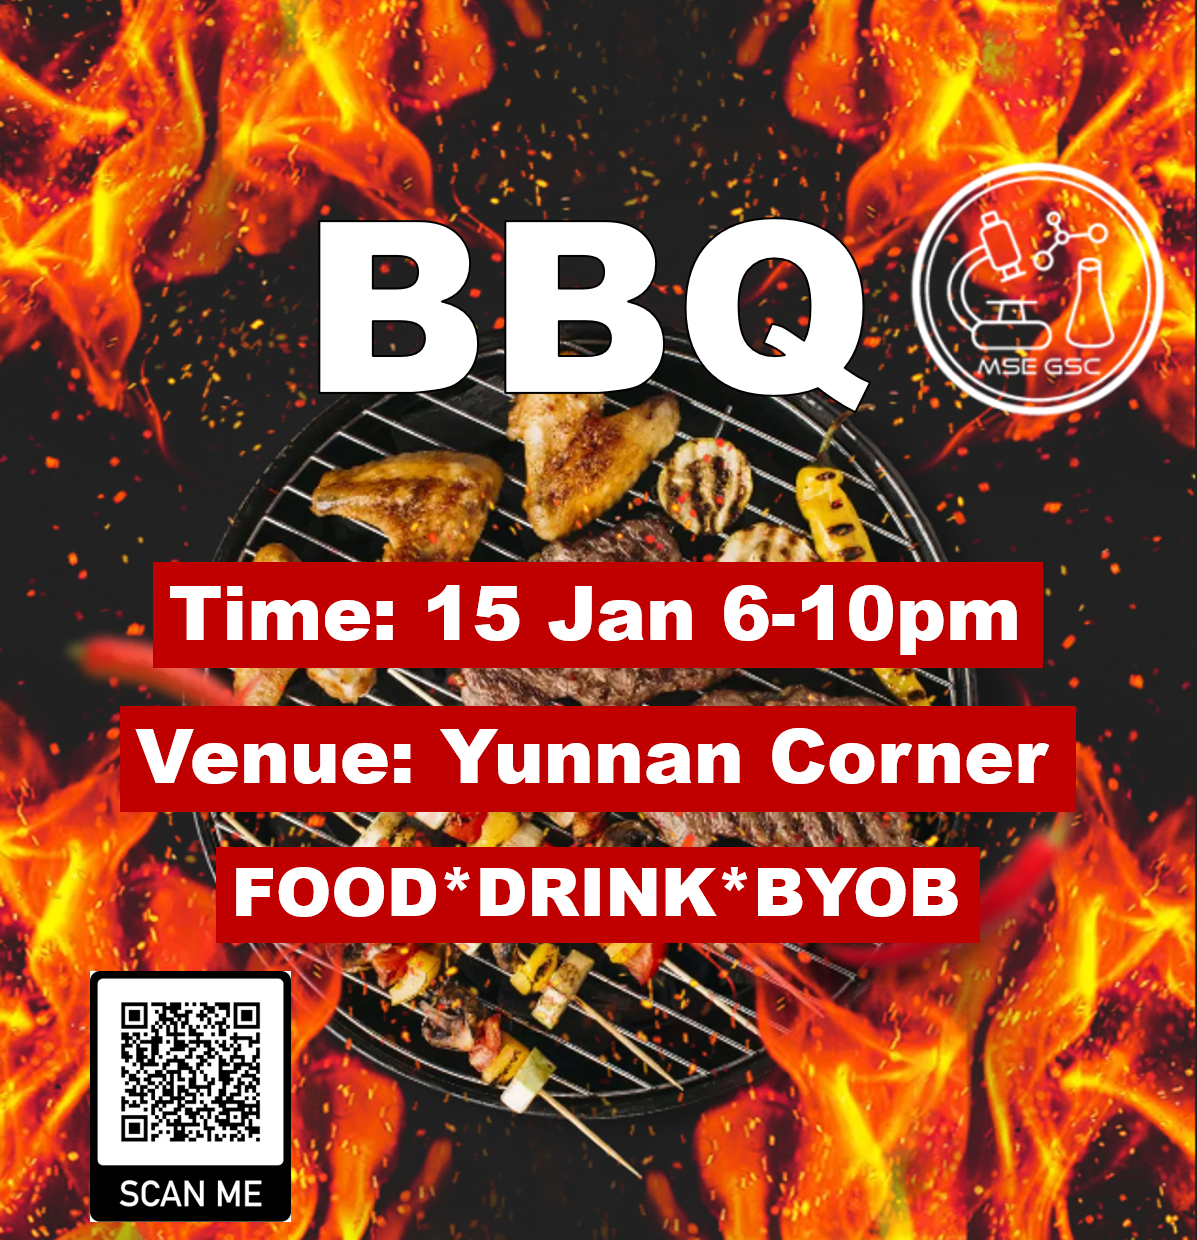 BBQ
MSE GSC
Time: 15 Jan 6-10pm
Venue: Yunnan Corner
FOOD*DRINK*BYOB
SCAN ME